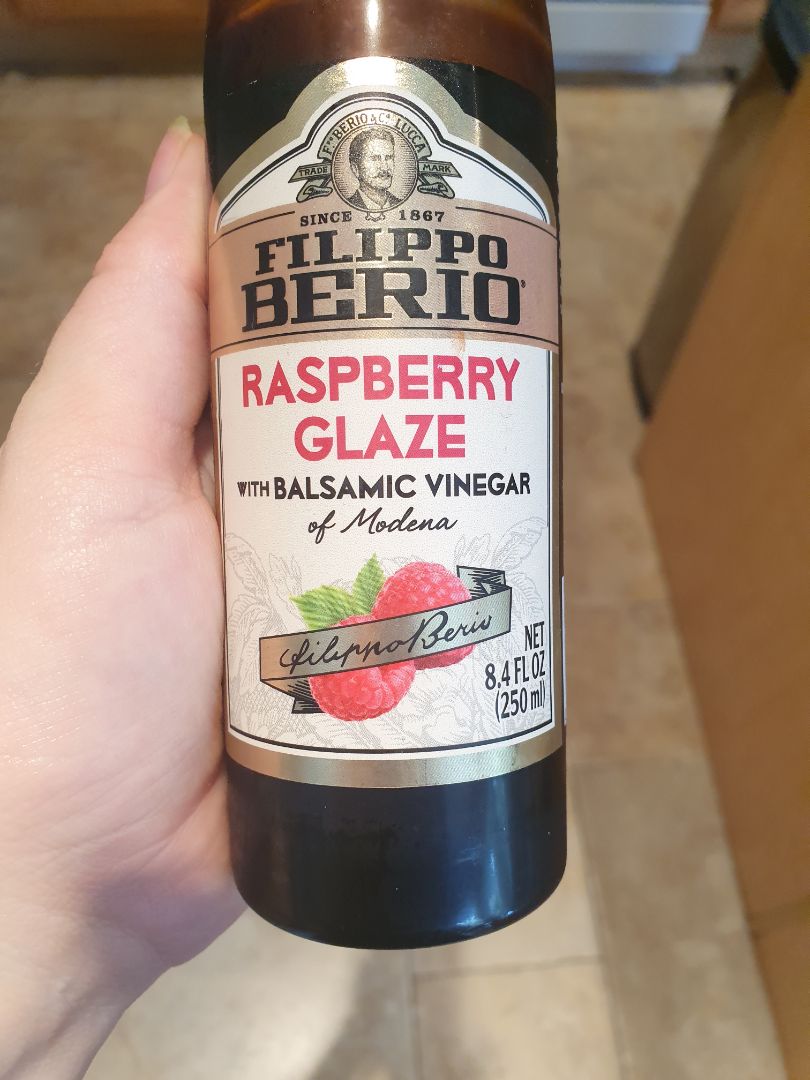 F.LLI BERIO & Cº. LUCCA
TRADE MARK
SINCE 1867
FILIPPO
BERIO®
RASPBERRY
GLAZE
WITH BALSAMIC VINEGAR
of Modena
Filippo Berio
NET
8.4 FL OZ
(250 ml)